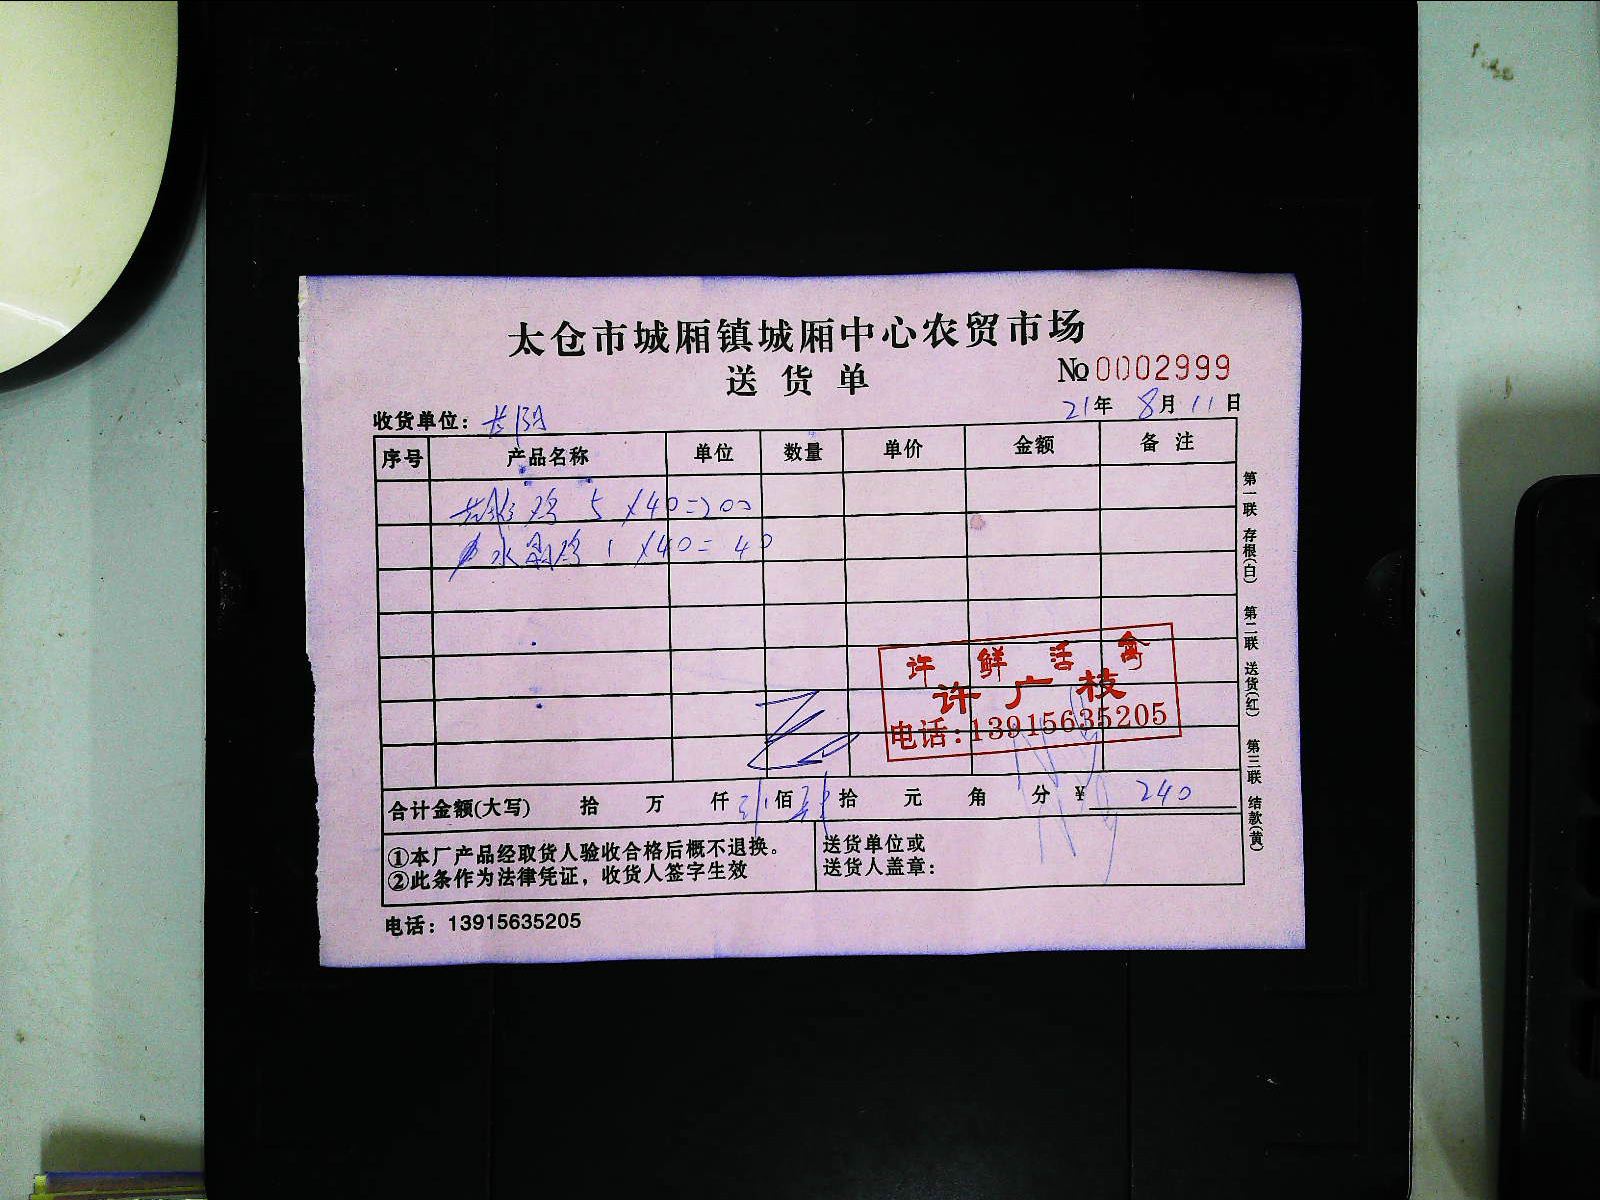 太仓市城厢镇城厢中心农贸市场
送货单
№0002999
收货单位：
21年 8月 11日
序号 产品名称 单位 数量 单价 金额 备注
鸡 5 ×40=200
水 鸡 1 ×40= 40
许鲜活禽
许广枝
电话:13915635205
合计金额(大写) 拾 万 仟 佰 拾 元 角 分 ¥ 240
①本厂产品经取货人验收合格后概不退换。
②此条作为法律凭证，收货人签字生效
送货单位或
送货人盖章：
电话：13915635205
第一联 存根(白) 第二联 送货(红) 第三联 结款(黄)